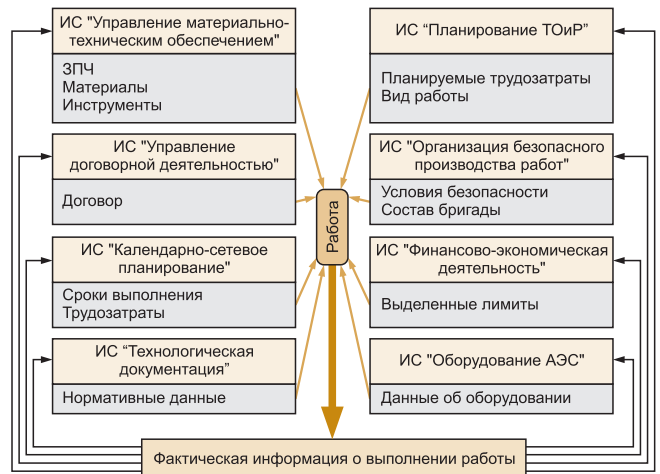 ИС "Управление материально-
техническим обеспечением"
ЗПЧ
Материалы
Инструменты
ИС “Планирование ТОиР”
Планируемые трудозатраты
Вид работы
ИС "Управление
договорной деятельностью"
Договор
ИС "Организация безопасного
производства работ"
Условия безопасности
Состав бригады
Работа
ИС "Календарно-сетевое
планирование"
Сроки выполнения
Трудозатраты
ИС "Финансово-экономическая
деятельность"
Выделенные лимиты
ИС “Технологическая
документация”
Нормативные данные
ИС "Оборудование АЭС"
Данные об оборудовании
Фактическая информация о выполнении работы